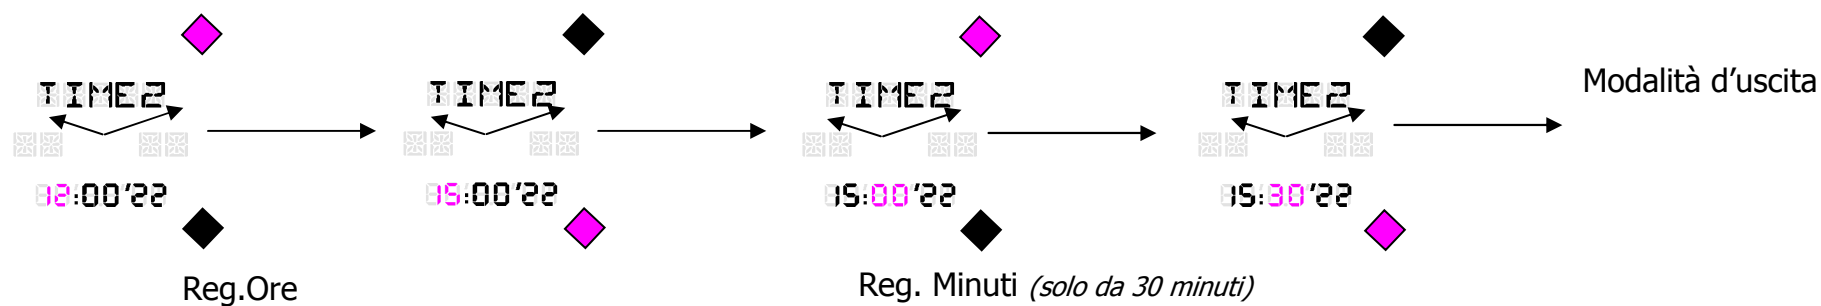 TIME2 TIME2 TIME2 TIME2 Modalità d’uscita
12:00'22 15:00'22 15:00'22 15:30'22
Reg.Ore Reg. Minuti (solo da 30 minuti)